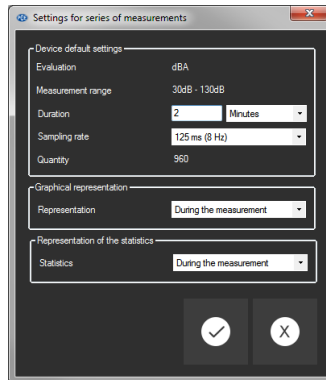 Settings for series of measurements
Device default settings
Evaluation dBA
Measurement range 30dB - 130dB
Duration 2 Minutes
Sampling rate 125 ms (8 Hz)
Quantity 960
Graphical representation
Representation During the measurement
Representation of the statistics
Statistics During the measurement
X